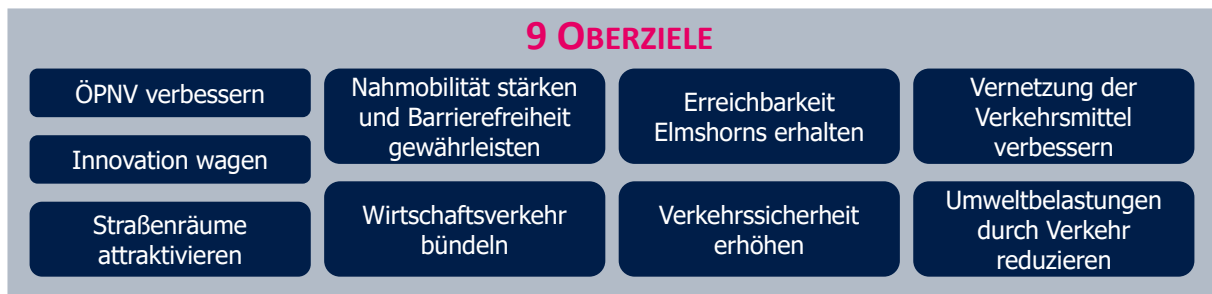 9 OBERZIELE
ÖPNV verbessern
Innovation wagen
Straßenräume
attraktivieren
Nahmobilität stärken
und Barrierefreiheit
gewährleisten
Wirtschaftsverkehr
bündeln
Erreichbarkeit
Elmshorns erhalten
Verkehrssicherheit
erhöhen
Vernetzung der
Verkehrsmittel
verbessern
Umweltbelastungen
durch Verkehr
reduzieren